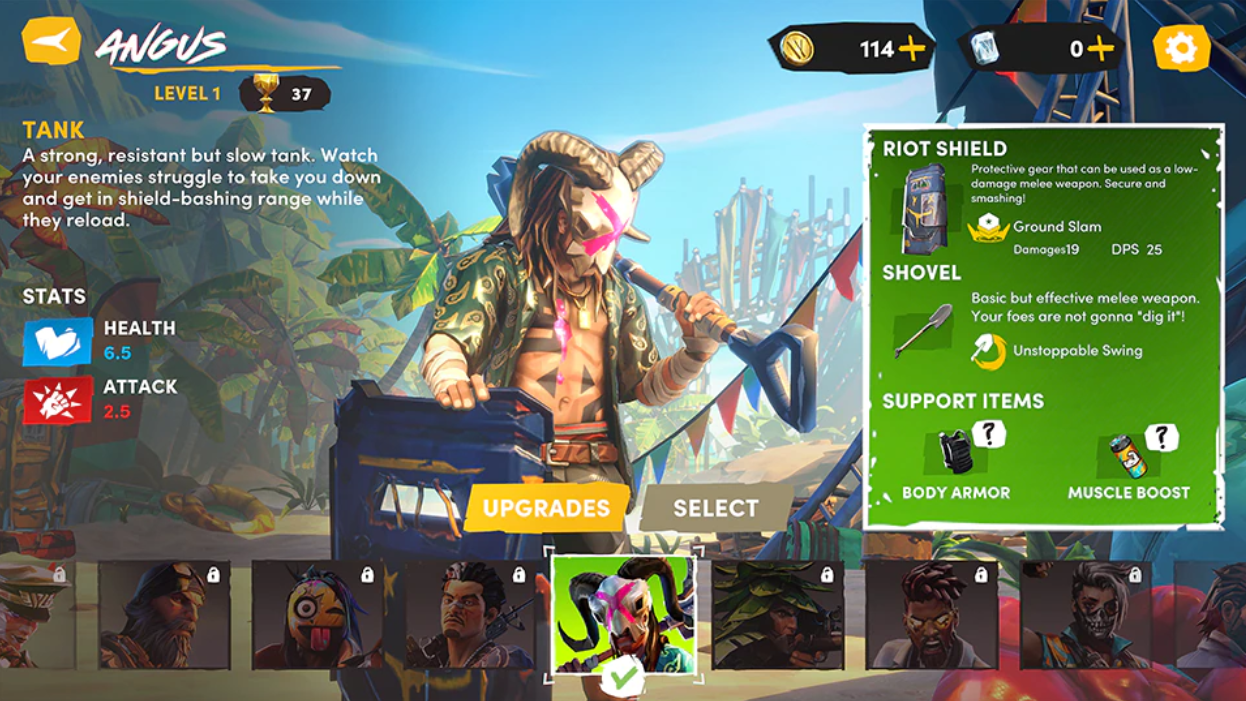 ANGUS
LEVEL 1
37
114
0
TANK
A strong, resistant but slow tank. Watch
your enemies struggle to take you down
and get in shield-bashing range while
they reload.
STATS
HEALTH
6.5
ATTACK
2.5
RIOT SHIELD
Protective gear that can be used as a low-
damage melee weapon. Secure and
smashing!
Ground Slam
Damages19 DPS 25
SHOVEL
Basic but effective melee weapon.
Your foes are not gonna "dig it"!
Unstoppable Swing
SUPPORT ITEMS
?
?
BODY ARMOR
MUSCLE BOOST
UPGRADES
SELECT